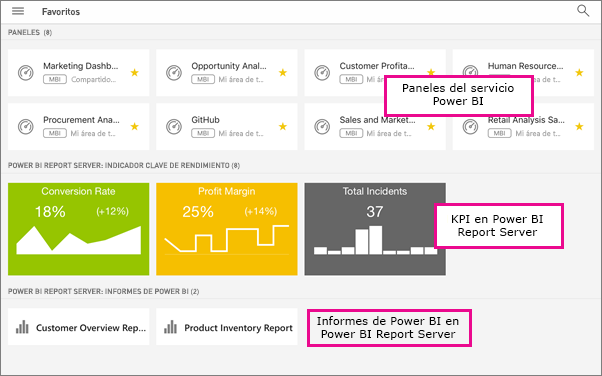 Favoritos
PANELES (8)
Marketing Dashb...
MBI Compartido...
Opportunity Anal...
MBI Mi área de t...
Customer Profita...
MBI Mi área de t...
Human Resource...
MBI
Paneles del servicio
Power BI
Procurement Ana...
MBI Mi área de t...
GitHub
MBI Mi área de t...
Sales and Market...
MBI Mi área de t...
Retail Analysis Sa...
MBI Mi área de t...
POWER BI REPORT SERVER: INDICADOR CLAVE DE RENDIMIENTO (8)
Conversion Rate
18% (+12%)
Profit Margin
25% (+14%)
Total Incidents
37
KPI en Power BI
Report Server
POWER BI REPORT SERVER: INFORMES DE POWER BI (2)
Customer Overview Rep...
Product Inventory Report
Informes de Power BI en
Power BI Report Server